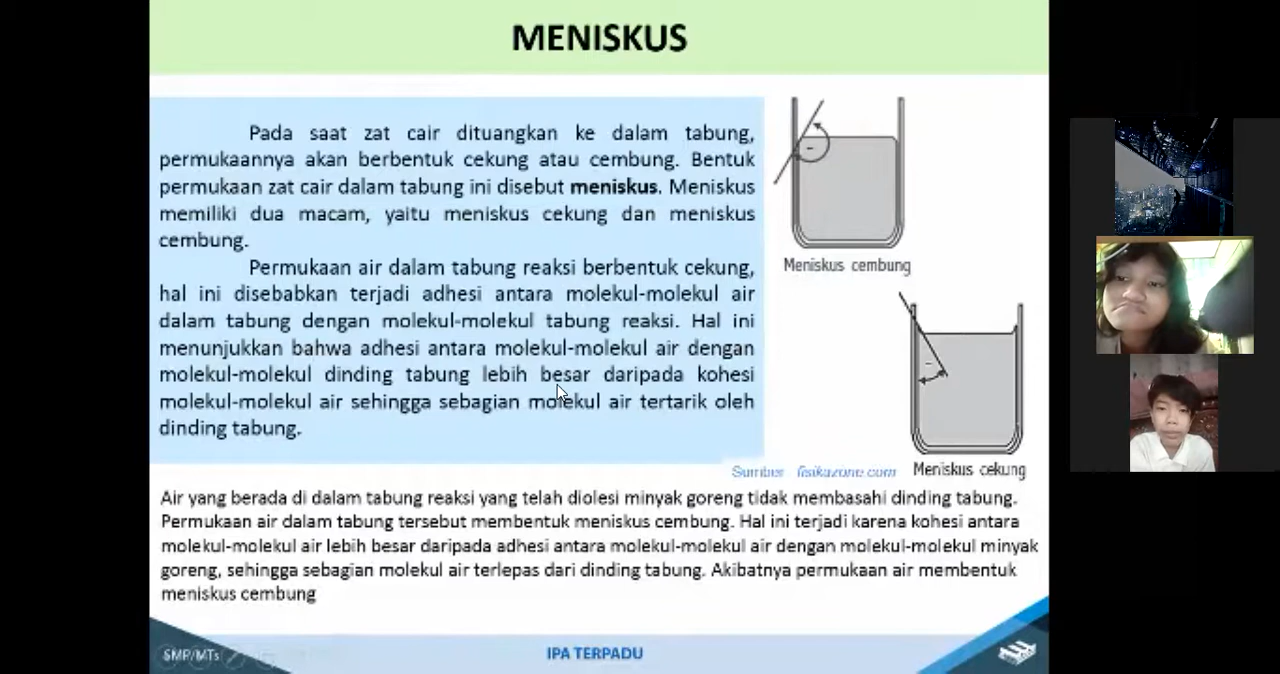 MENISKUS
Pada saat zat cair dituangkan ke dalam tabung,
permukaannya akan berbentuk cekung atau cembung. Bentuk
permukaan zat cair dalam tabung ini disebut meniskus. Meniskus
memiliki dua macam, yaitu meniskus cekung dan meniskus
cembung.
Permukaan air dalam tabung reaksi berbentuk cekung,
hal ini disebabkan terjadi adhesi antara molekul-molekul air
dalam tabung dengan molekul-molekul tabung reaksi. Hal ini
menunjukkan bahwa adhesi antara molekul-molekul air dengan
molekul-molekul dinding tabung lebih besar daripada kohesi
molekul-molekul air sehingga sebagian molekul air tertarik oleh
dinding tabung.
Meniskus cembung
Meniskus cekung
Sumber fisikazone.com
Air yang berada di dalam tabung reaksi yang telah diolesi minyak goreng tidak membasahi dinding tabung.
Permukaan air dalam tabung tersebut membentuk meniskus cembung. Hal ini terjadi karena kohesi antara
molekul-molekul air lebih besar daripada adhesi antara molekul-molekul air dengan molekul-molekul minyak
goreng, sehingga sebagian molekul air terlepas dari dinding tabung. Akibatnya permukaan air membentuk
meniskus cembung
SMP/MTs
IPA TERPADU